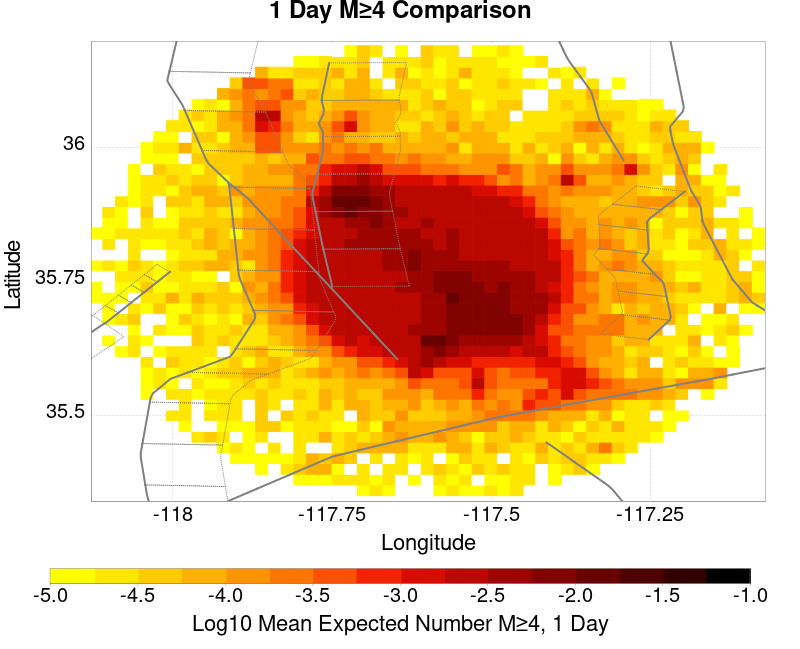 1 Day M≥4 Comparison
Latitude
36
35.75
35.5
-118 -117.75 -117.5 -117.25
Longitude
-5.0 -4.5 -4.0 -3.5 -3.0 -2.5 -2.0 -1.5 -1.0
Log10 Mean Expected Number M≥4, 1 Day